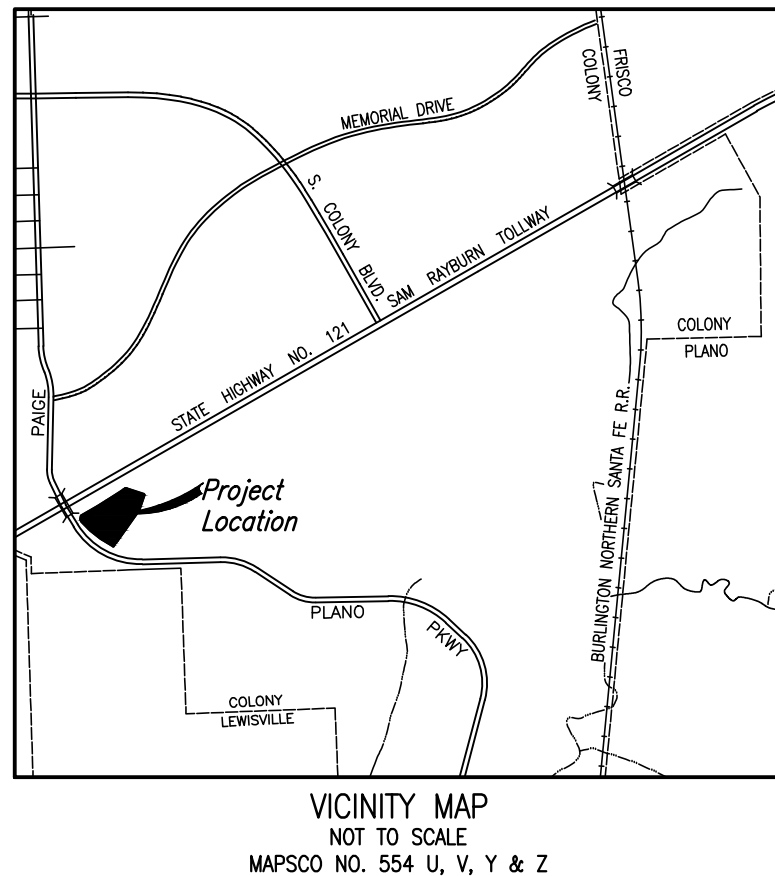 FRISCO
COLONY
MEMORIAL DRIVE
S. COLONY BLVD.
SAM RAYBURN TOLLWAY
STATE HIGHWAY NO. 121
COLONY
PLANO
PAIGE
BURLINGTON NORTHERN SANTA FE R.R.
Project
Location
PLANO
PKWY
COLONY
LEWISVILLE
VICINITY MAP
NOT TO SCALE
MAPSCO NO. 554 U, V, Y & Z